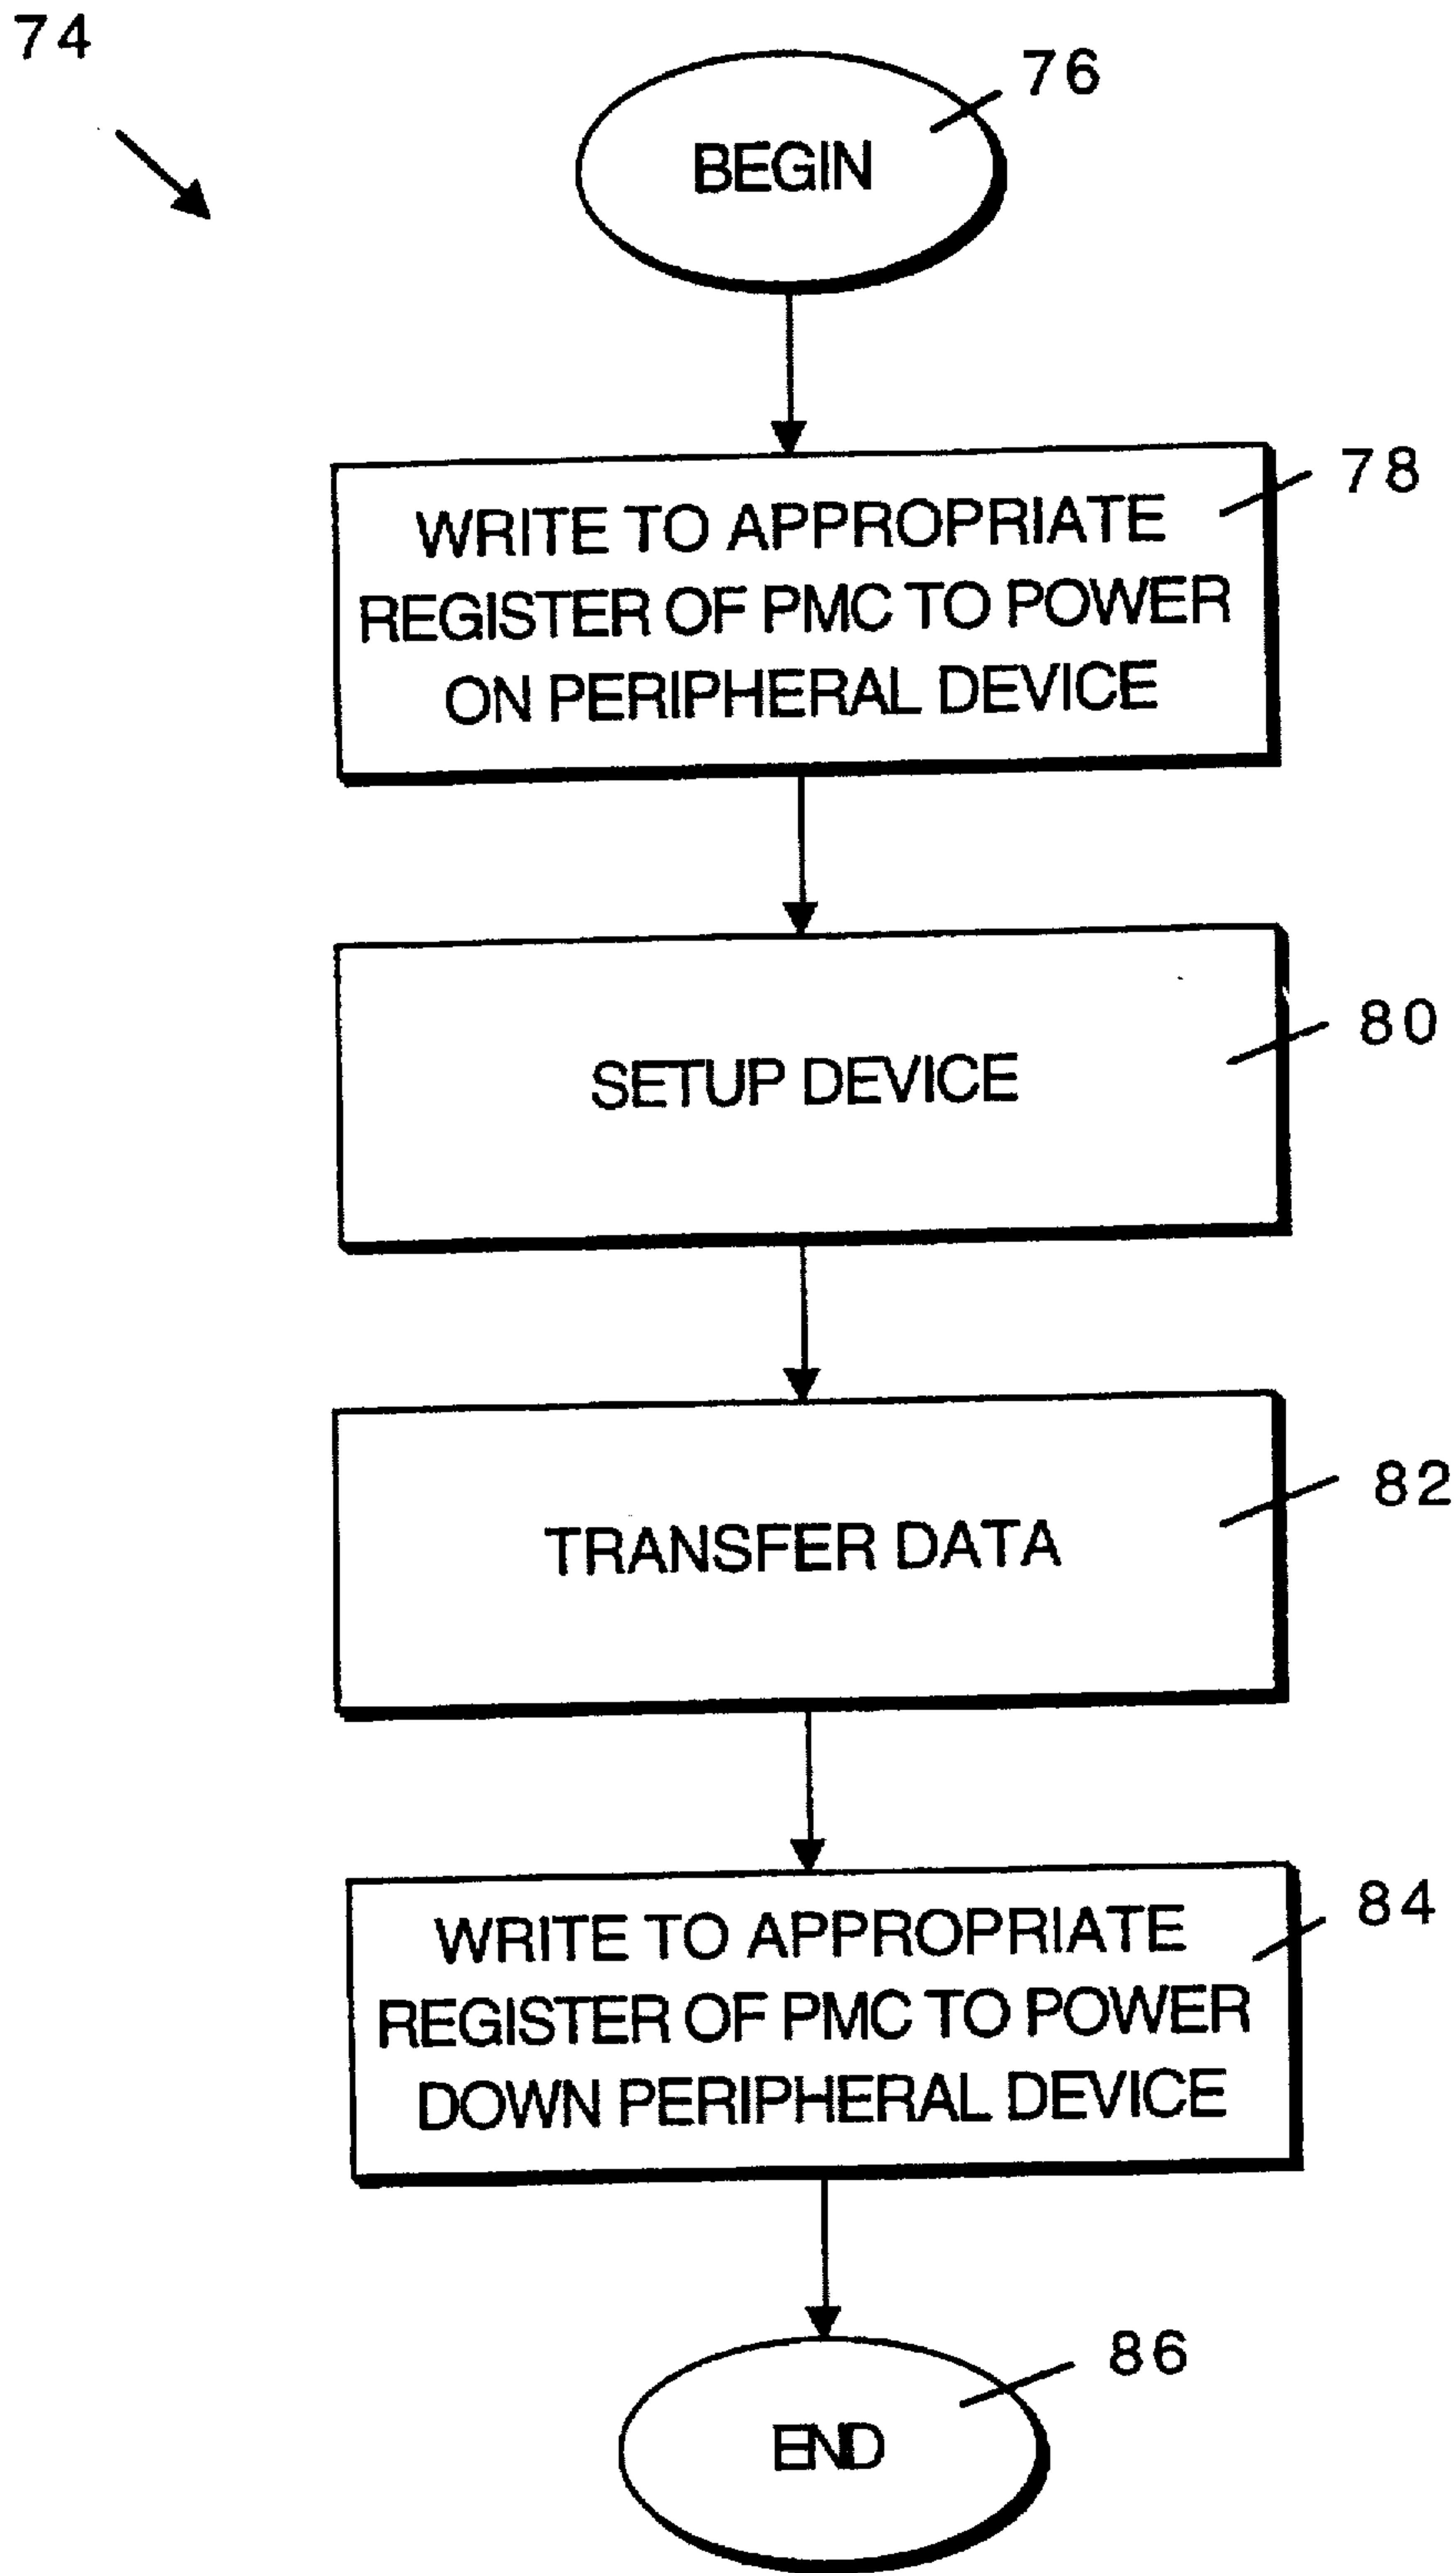 74
76
BEGIN
78
WRITE TO APPROPRIATE
REGISTER OF PMC TO POWER
ON PERIPHERAL DEVICE
80
SETUP DEVICE
82
TRANSFER DATA
84
WRITE TO APPROPRIATE
REGISTER OF PMC TO POWER
DOWN PERIPHERAL DEVICE
86
END